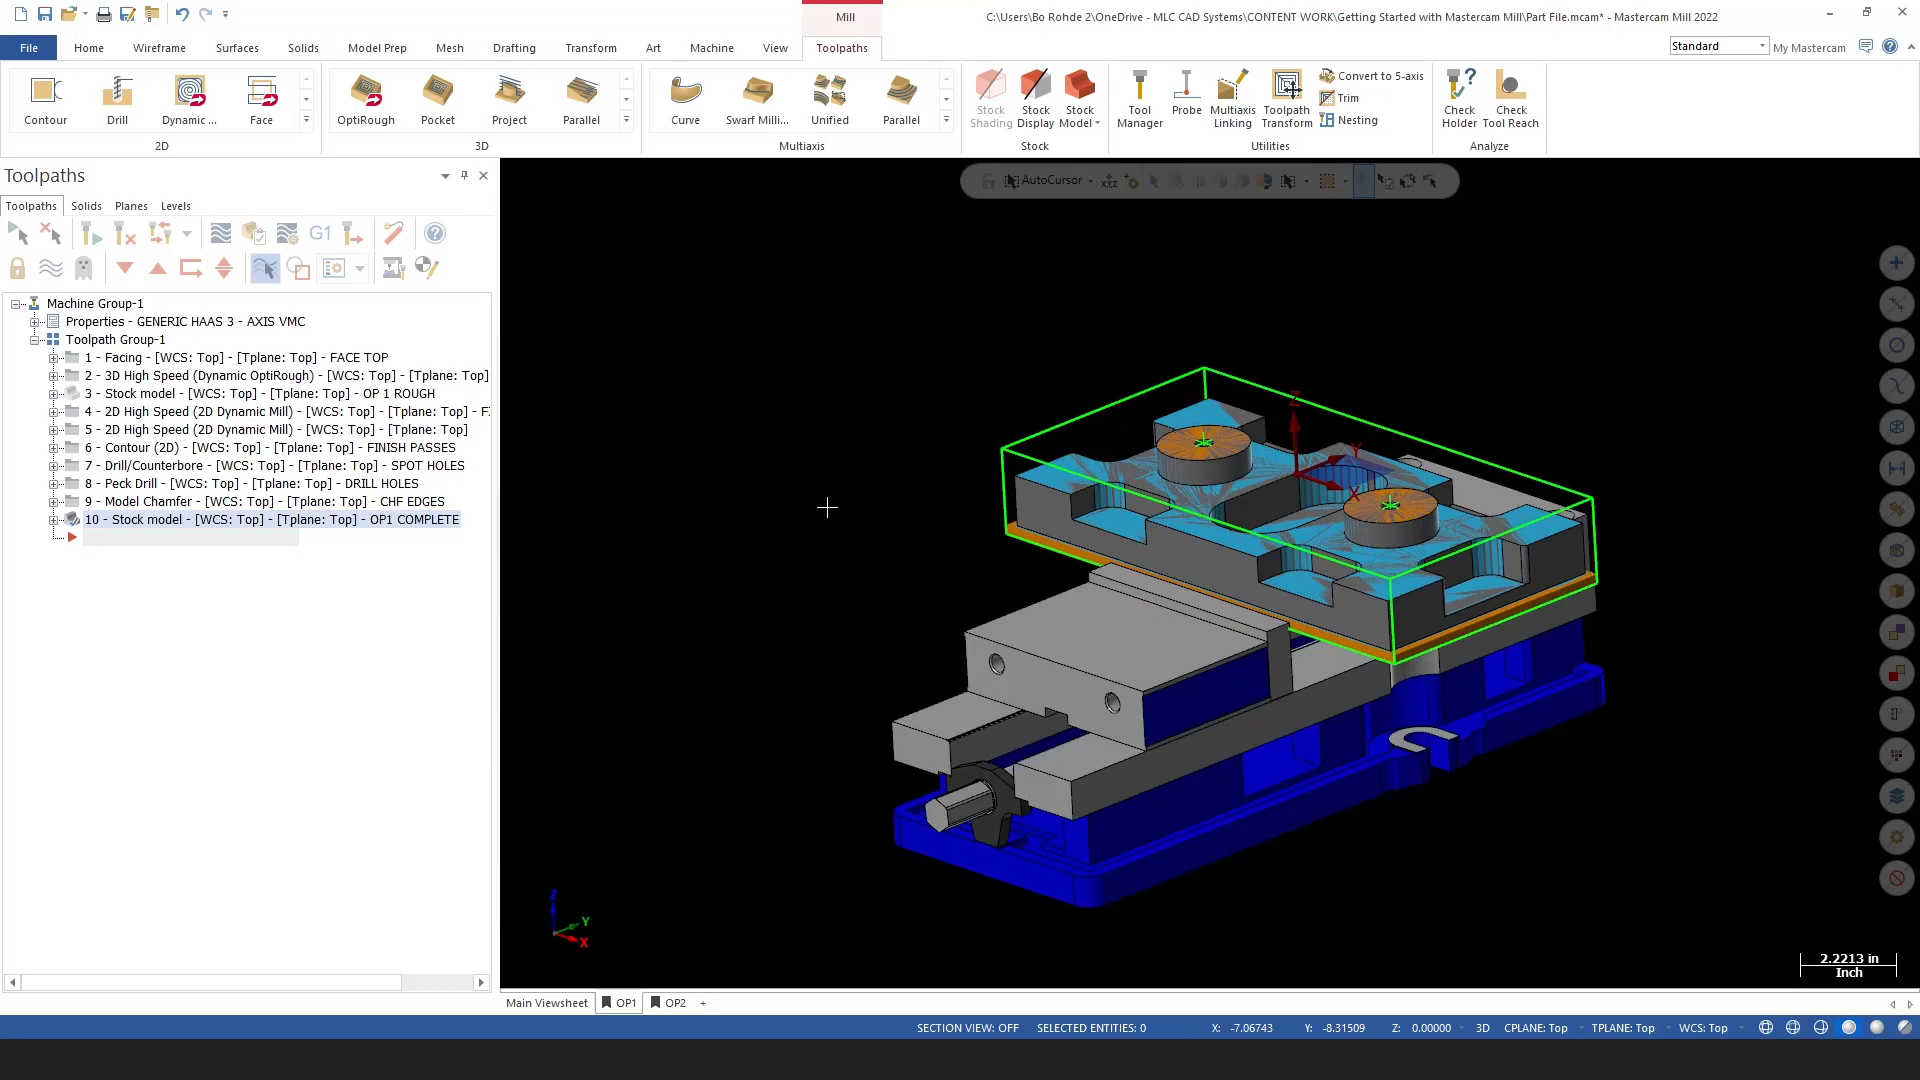 Mill
C:\Users\Bo Rohde 2\OneDrive - MLC CAD Systems\CONTENT WORK\Getting Started with Mastercam Mill\Part File.mcam* - Mastercam Mill 2022
File Home Wireframe Surfaces Solids Model Prep Mesh Drafting Transform Art Machine View Toolpaths Standard My Mastercam
Contour Drill Dynamic ... Face OptiRough Pocket Project Parallel Curve Swarf Milli... Unified Parallel
Stock Shading Stock Display Stock Model Tool Manager Probe Multiaxis Linking Toolpath Transform
Convert to 5-axis
Trim
Nesting
Check Holder Check Tool Reach
2D 3D Multiaxis Stock Utilities Analyze
Toolpaths
AutoCursor
Toolpaths Solids Planes Levels
G1
Machine Group-1
Properties - GENERIC HAAS 3 - AXIS VMC
Toolpath Group-1
1 - Facing - [WCS: Top] - [Tplane: Top] - FACE TOP
2 - 3D High Speed (Dynamic OptiRough) - [WCS: Top] - [Tplane: Top]
3 - Stock model - [WCS: Top] - [Tplane: Top] - OP 1 ROUGH
4 - 2D High Speed (2D Dynamic Mill) - [WCS: Top] - [Tplane: Top] - F
5 - 2D High Speed (2D Dynamic Mill) - [WCS: Top] - [Tplane: Top]
6 - Contour (2D) - [WCS: Top] - [Tplane: Top] - FINISH PASSES
7 - Drill/Counterbore - [WCS: Top] - [Tplane: Top] - SPOT HOLES
8 - Peck Drill - [WCS: Top] - [Tplane: Top] - DRILL HOLES
9 - Model Chamfer - [WCS: Top] - [Tplane: Top] - CHF EDGES
10 - Stock model - [WCS: Top] - [Tplane: Top] - OP1 COMPLETE
Z
Y
X
Z
Y
X
2.2213 in
Inch
Main Viewsheet OP1 OP2 +
SECTION VIEW: OFF SELECTED ENTITIES: 0 X: -7.06743 Y: -8.31509 Z: 0.00000 3D CPLANE: Top TPLANE: Top WCS: Top